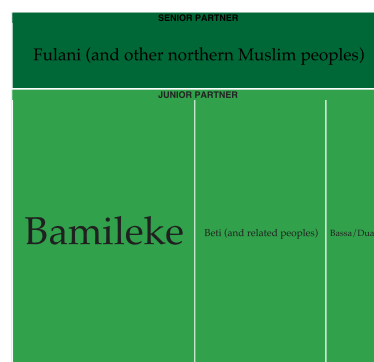 SENIOR PARTNER
Fulani (and other northern Muslim peoples)
JUNIOR PARTNER
Bamileke
Beti (and related peoples)
Bassa/Dua